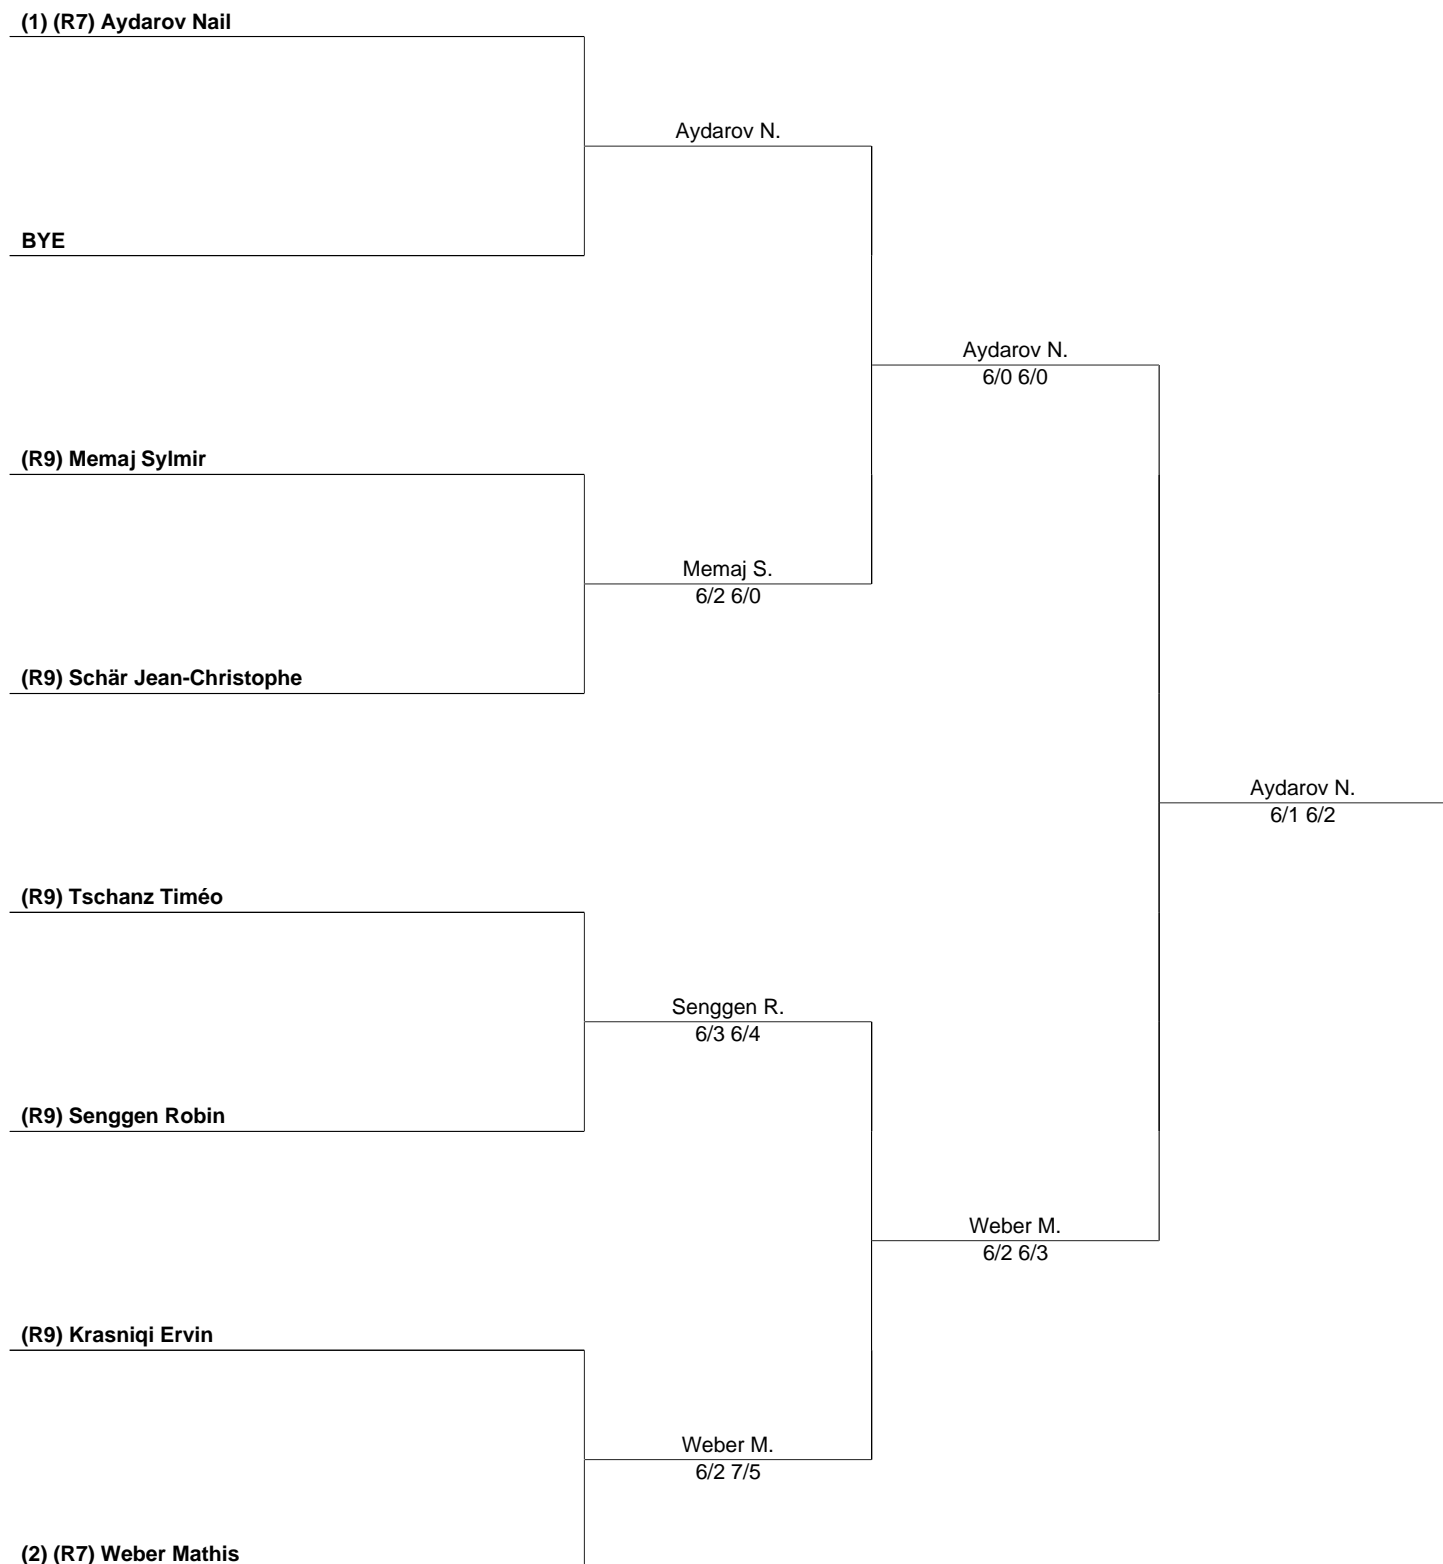 (1) (R7) Aydarov Nail
Aydarov N.
BYE
Aydarov N.
6/0 6/0
(R9) Memaj Sylmir
Memaj S.
6/2 6/0
(R9) Schär Jean-Christophe
Aydarov N.
6/1 6/2
(R9) Tschanz Timéo
Senggen R.
6/3 6/4
(R9) Senggen Robin
Weber M.
6/2 6/3
(R9) Krasniqi Ervin
Weber M.
6/2 7/5
(2) (R7) Weber Mathis